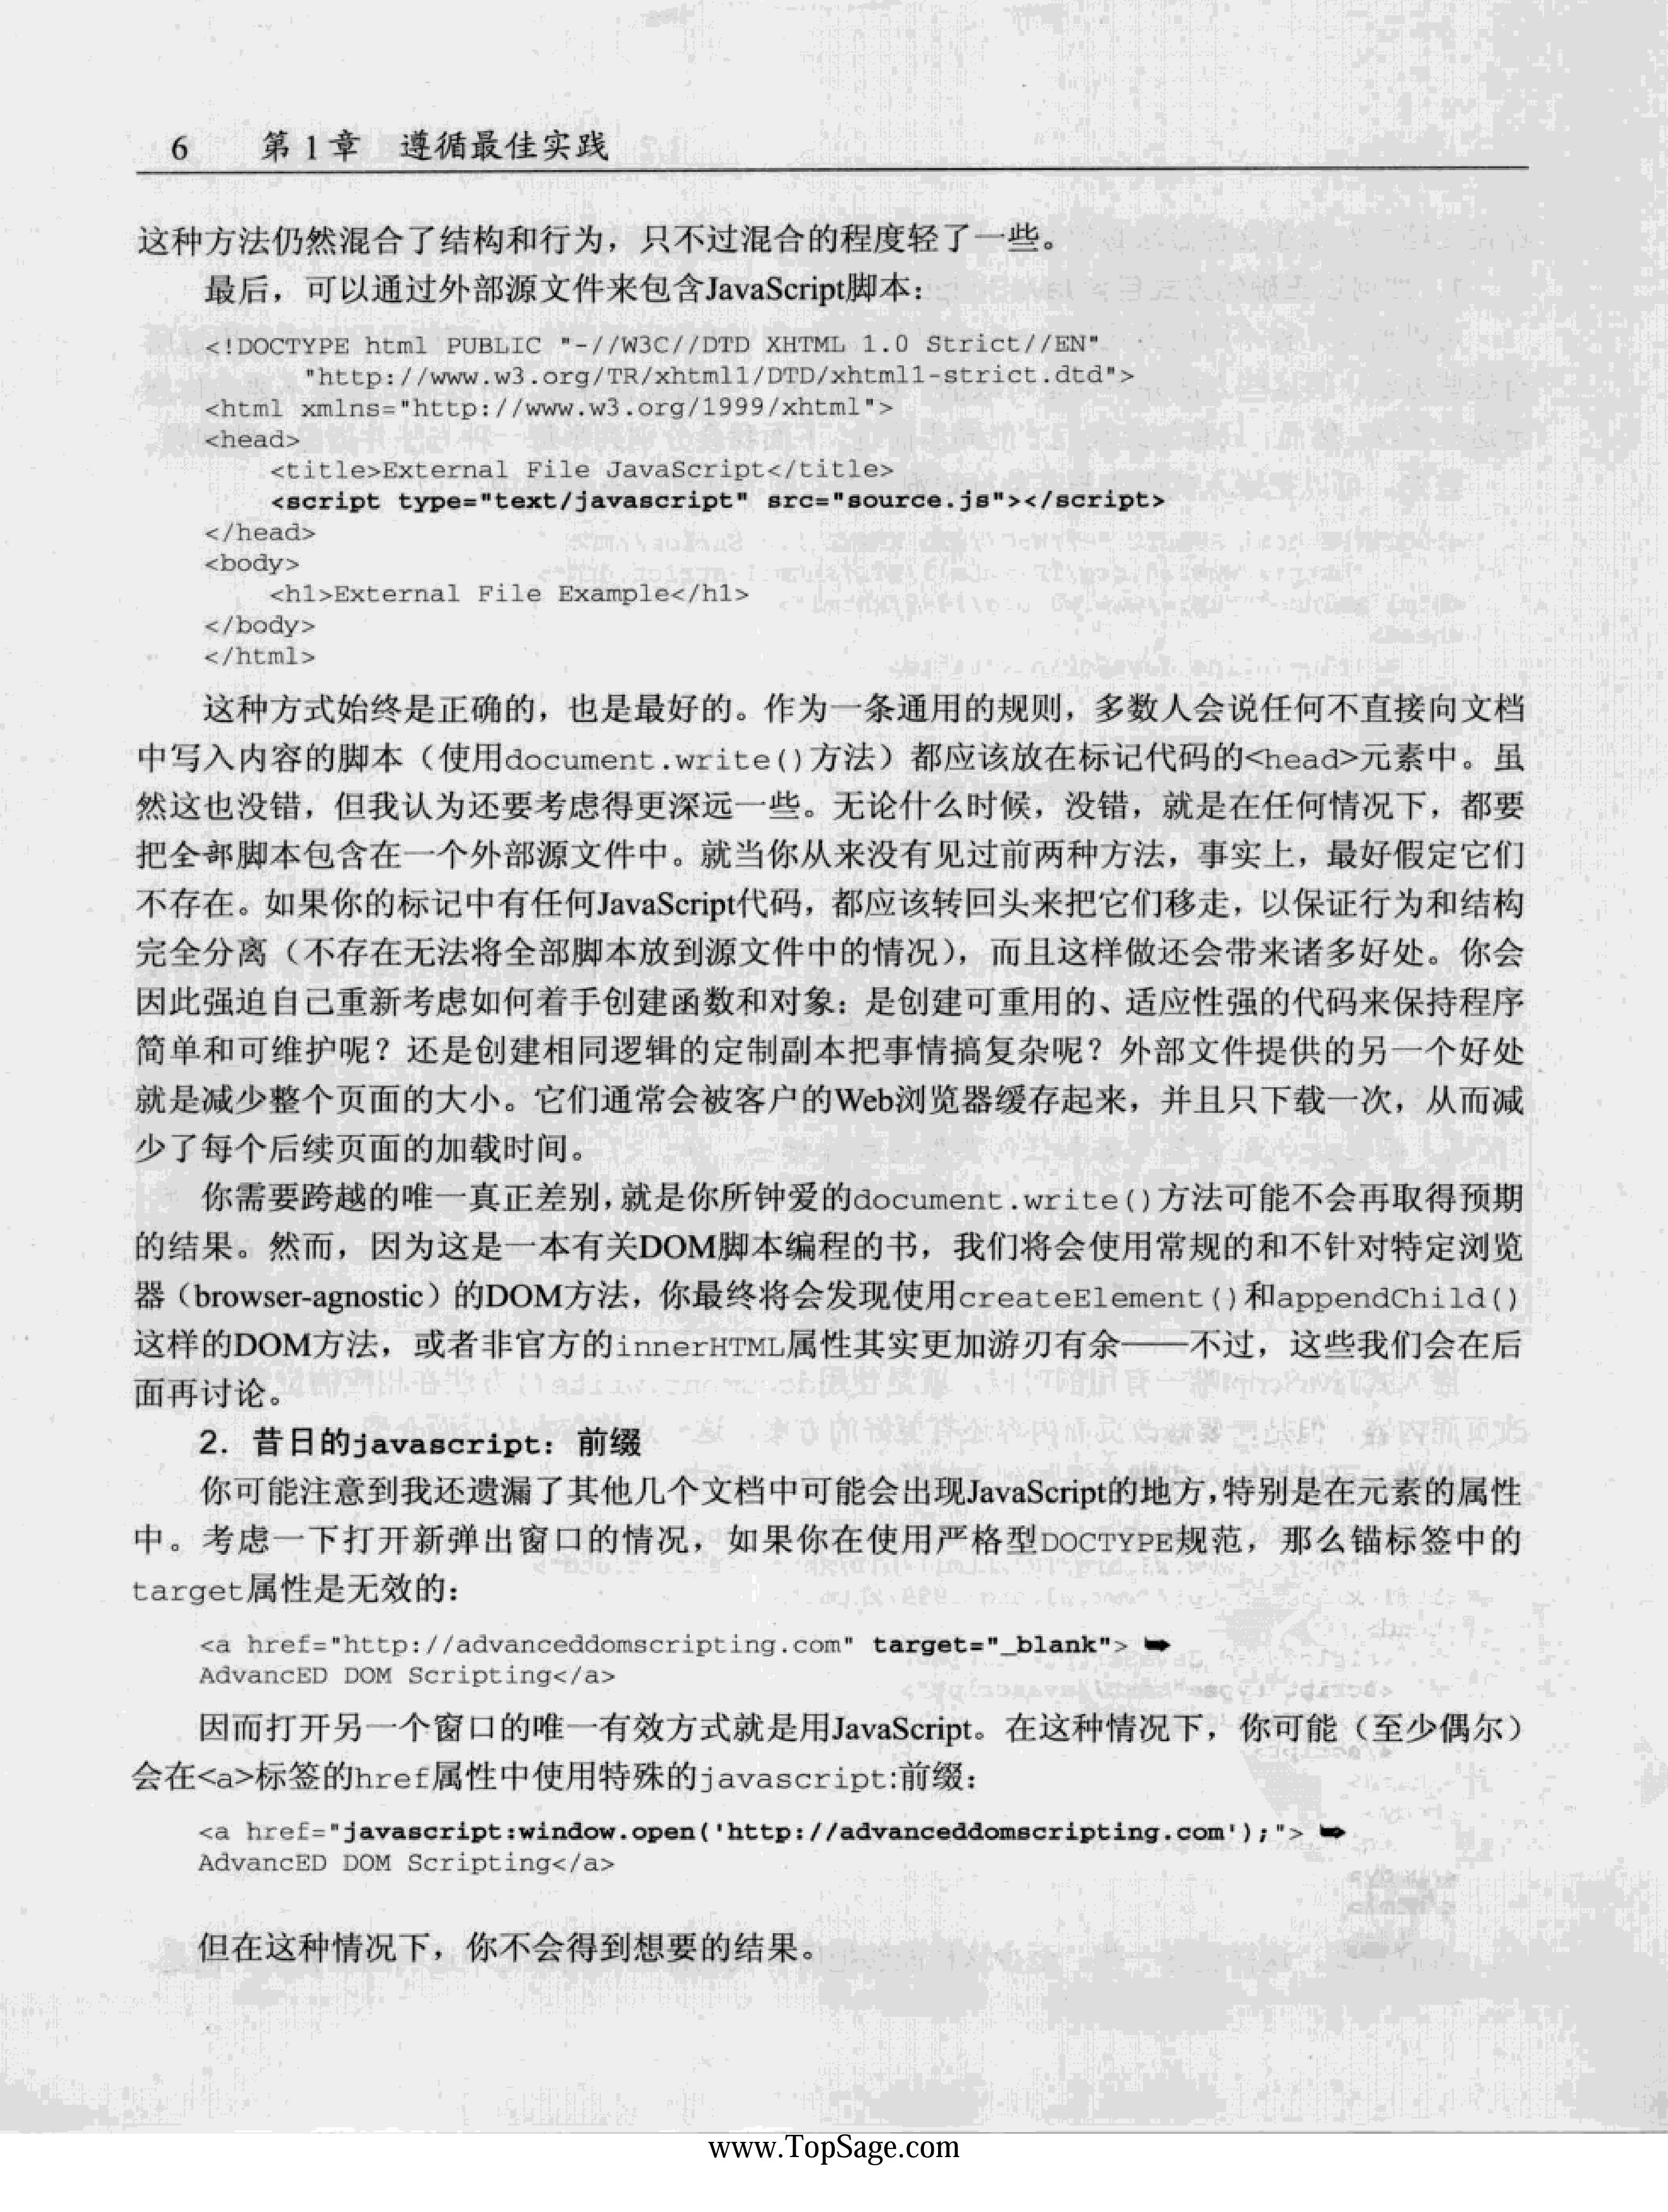 6 第1章 遵循最佳实践
这种方法仍然混合了结构和行为，只不过混合的程度轻了一些。
最后，可以通过外部源文件来包含JavaScript脚本：
<!DOCTYPE html PUBLIC "-//W3C//DTD XHTML 1.0 Strict//EN"
"http://www.w3.org/TR/xhtml1/DTD/xhtml1-strict.dtd">
<html xmlns="http://www.w3.org/1999/xhtml">
<head>
<title>External File JavaScript</title>
<script type="text/javascript" src="source.js"></script>
</head>
<body>
<h1>External File Example</h1>
</body>
</html>
这种方式始终是正确的，也是最好的。作为一条通用的规则，多数人会说任何不直接向文档
中写入内容的脚本（使用document.write()方法）都应该放在标记代码的<head>元素中。虽
然这也没错，但我认为还要考虑得更深远一些。无论什么时候，没错，就是在任何情况下，都要
把全部脚本包含在一个外部源文件中。就当你从来没有见过前两种方法，事实上，最好假定它们
不存在。如果你的标记中有任何JavaScript代码，都应该转回头来把它们移走，以保证行为和结构
完全分离（不存在无法将全部脚本放到源文件中的情况），而且这样做还会带来诸多好处。你会
因此强迫自己重新考虑如何着手创建函数和对象：是创建可重用的、适应性强的代码来保持程序
简单和可维护呢？还是创建相同逻辑的定制副本把事情搞复杂呢？外部文件提供的另一个好处
就是减少整个页面的大小。它们通常会被客户的Web浏览器缓存起来，并且只下载一次，从而减
少了每个后续页面的加载时间。
你需要跨越的唯一真正差别，就是你所钟爱的document.write()方法可能不会再取得预期
的结果。然而，因为这是一本有关DOM脚本编程的书，我们将会使用常规的和不针对特定浏览
器（browser-agnostic）的DOM方法，你最终将会发现使用createElement()和appendChild()
这样的DOM方法，或者非官方的innerHTML属性其实更加游刃有余——不过，这些我们会在后
面再讨论。
2. 昔日的javascript：前缀
你可能注意到我还遗漏了其他几个文档中可能会出现JavaScript的地方，特别是在元素的属性
中。考虑一下打开新弹出窗口的情况，如果你在使用严格型DOCTYPE规范，那么锚标签中的
target属性是无效的：
<a href="http://advanceddomscripting.com" target="_blank"> ➥
AdvancED DOM Scripting</a>
因而打开另一个窗口的唯一有效方式就是用JavaScript。在这种情况下，你可能（至少偶尔）
会在<a>标签的href属性中使用特殊的javascript:前缀：
<a href="javascript:window.open('http://advanceddomscripting.com');"> ➥
AdvancED DOM Scripting</a>
但在这种情况下，你不会得到想要的结果。
www.TopSage.com